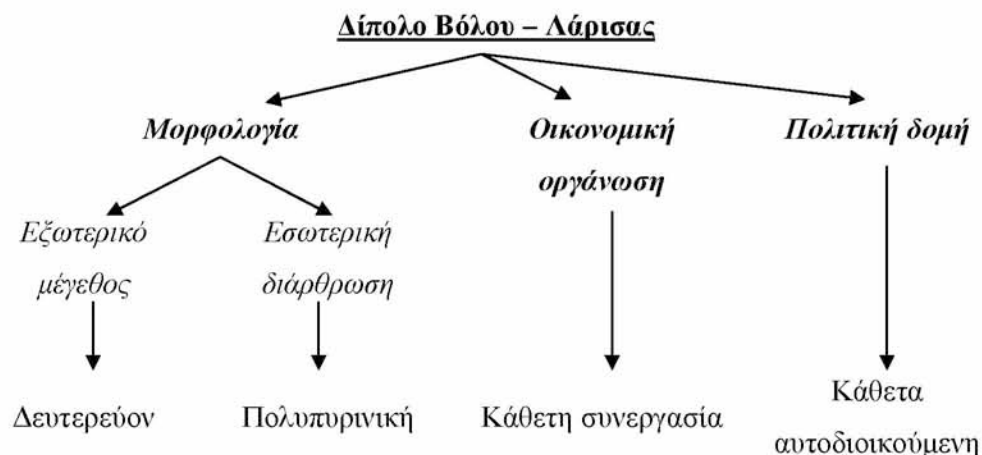 Δίπολο Βόλου – Λάρισας
Μορφολογία
Οικονομική
οργάνωση
Πολιτική δομή
Εξωτερικό
μέγεθος
Εσωτερική
διάρθρωση
Δευτερεύον
Πολυπυρινική
Κάθετη συνεργασία
Κάθετα
αυτοδιοικούμενη